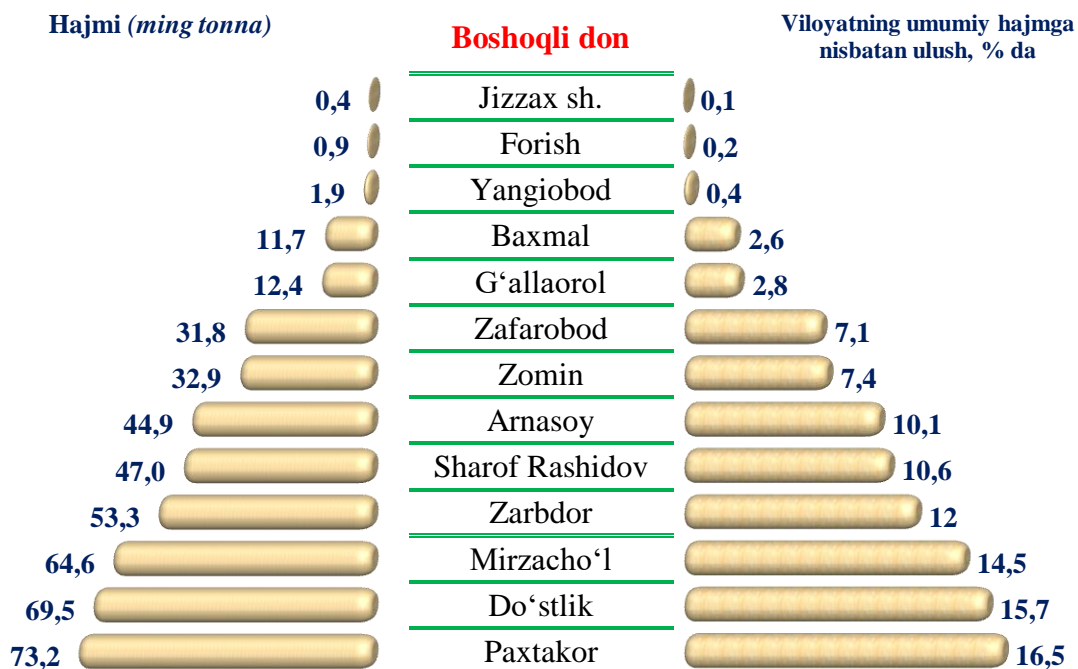 Hajmi (ming tonna)
Boshoqli don
Viloyatning umumiy hajmga
nisbatan ulush, % da
0,4 Jizzax sh. 0,1
0,9 Forish 0,2
1,9 Yangiobod 0,4
11,7 Baxmal 2,6
12,4 G‘allaorol 2,8
31,8 Zafarobod 7,1
32,9 Zomin 7,4
44,9 Arnasoy 10,1
47,0 Sharof Rashidov 10,6
53,3 Zarbdor 12
64,6 Mirzacho‘l 14,5
69,5 Do‘stlik 15,7
73,2 Paxtakor 16,5